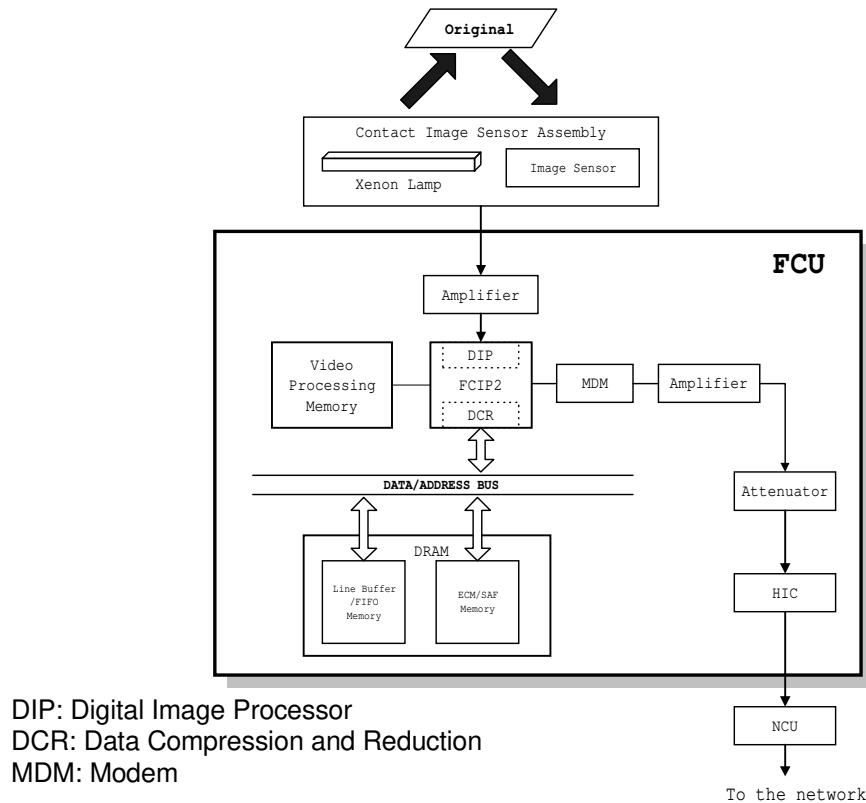 Original
Contact Image Sensor Assembly
Xenon Lamp
Image Sensor
FCU
Amplifier
Video
Processing
Memory
DIP
FCIP2
DCR
MDM
Amplifier
DATA/ADDRESS BUS
Attenuator
DRAM
Line Buffer
/FIFO
Memory
ECM/SAF
Memory
HIC
NCU
To the network
DIP: Digital Image Processor
DCR: Data Compression and Reduction
MDM: Modem